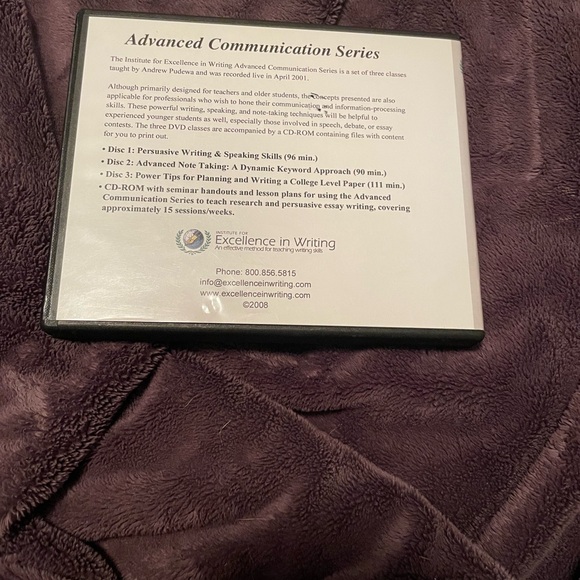 Advanced Communication Series
The Institute for Excellence in Writing Advanced Communication Series is a set of three classes
taught by Andrew Pudewa and was recorded live in April 2001.
Although primarily designed for teachers and older students, the concepts presented are also
applicable for professionals who wish to hone their communication and information-processing
skills. These powerful writing, speaking, and note-taking techniques will be helpful to
experienced younger students as well, especially those involved in speech, debate, or essay
contests. The three DVD classes are accompanied by a CD-ROM containing files with content
for you to print out.
• Disc 1: Persuasive Writing & Speaking Skills (96 min.)
• Disc 2: Advanced Note Taking: A Dynamic Keyword Approach (90 min.)
• Disc 3: Power Tips for Planning and Writing a College Level Paper (111 min.)
• CD-ROM with seminar handouts and lesson plans for using the Advanced
Communication Series to teach research and persuasive essay writing, covering
approximately 15 sessions/weeks.
INSTITUTE FOR
Excellence in Writing
An effective method for teaching writing skills
Phone: 800.856.5815
info@excellenceinwriting.com
www.excellenceinwriting.com
©2008